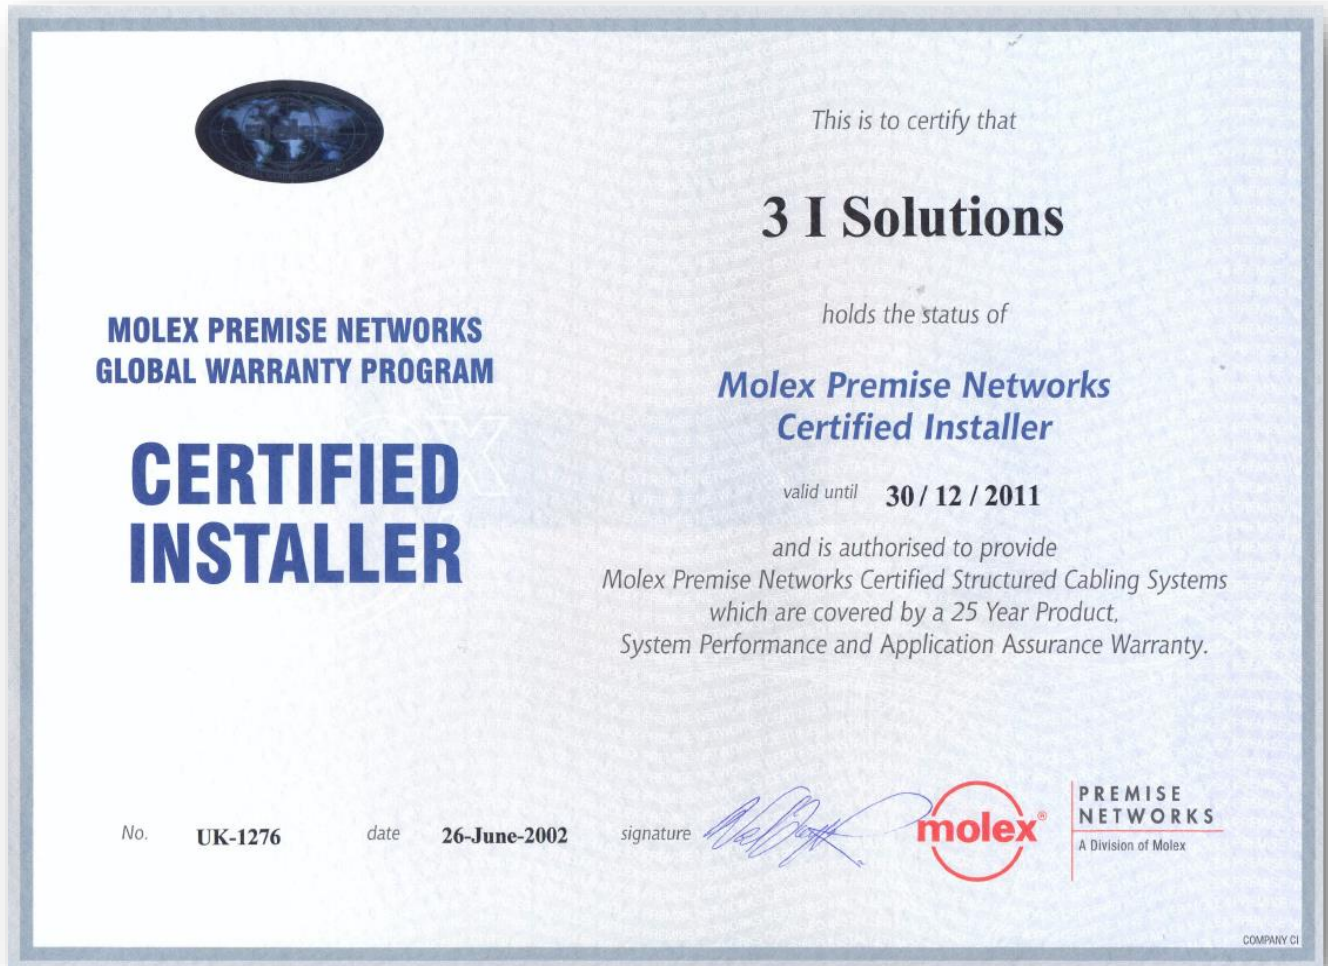 molex
MOLEX PREMISE NETWORKS
GLOBAL WARRANTY PROGRAM
CERTIFIED
INSTALLER
This is to certify that
3 I Solutions
holds the status of
Molex Premise Networks
Certified Installer
valid until 30 / 12 / 2011
and is authorised to provide
Molex Premise Networks Certified Structured Cabling Systems
which are covered by a 25 Year Product,
System Performance and Application Assurance Warranty.
No. UK-1276 date 26-June-2002 signature
molex®
PREMISE
NETWORKS
A Division of Molex
COMPANY CI